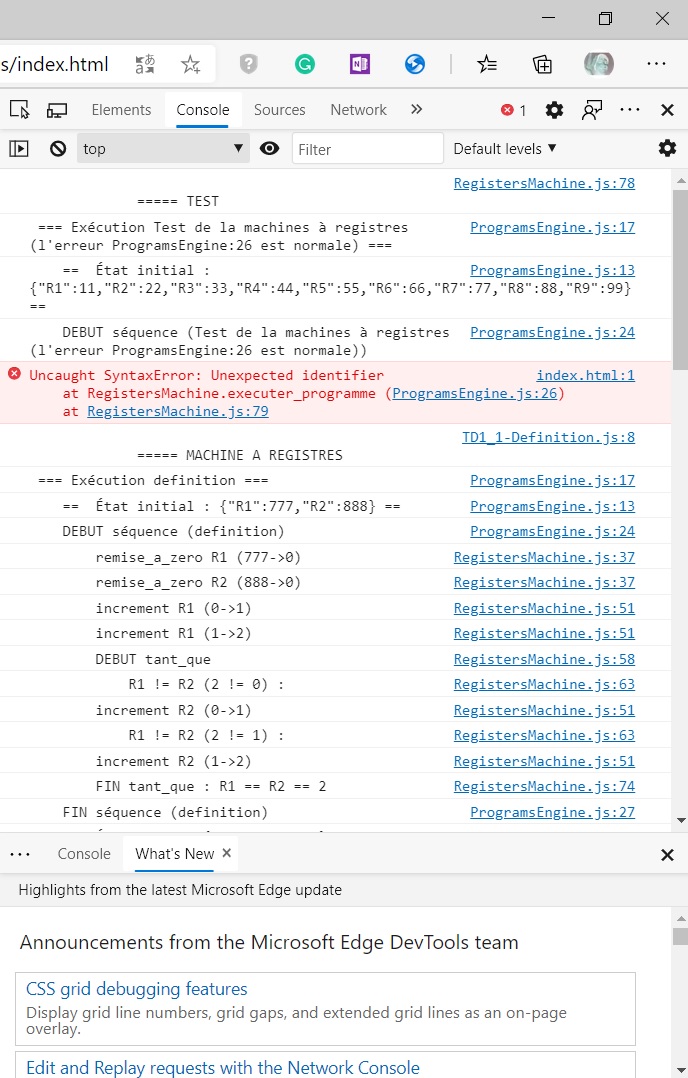 s/index.html
Elements Console Sources Network » 1
top Filter Default levels
RegistersMachine.js:78
===== TEST
=== Exécution Test de la machines à registres ProgramsEngine.js:17
(l'erreur ProgramsEngine:26 est normale) ===
== État initial : ProgramsEngine.js:13
{"R1":11,"R2":22,"R3":33,"R4":44,"R5":55,"R6":66,"R7":77,"R8":88,"R9":99}
==
DEBUT séquence (Test de la machines à registres ProgramsEngine.js:24
(l'erreur ProgramsEngine:26 est normale))
Uncaught SyntaxError: Unexpected identifier index.html:1
at RegistersMachine.executer_programme (ProgramsEngine.js:26)
at RegistersMachine.js:79
TD1_1-Definition.js:8
===== MACHINE A REGISTRES
=== Exécution definition === ProgramsEngine.js:17
== État initial : {"R1":777,"R2":888} == ProgramsEngine.js:13
DEBUT séquence (definition) ProgramsEngine.js:24
remise_a_zero R1 (777->0) RegistersMachine.js:37
remise_a_zero R2 (888->0) RegistersMachine.js:37
increment R1 (0->1) RegistersMachine.js:51
increment R1 (1->2) RegistersMachine.js:51
DEBUT tant_que RegistersMachine.js:58
R1 != R2 (2 != 0) : RegistersMachine.js:63
increment R2 (0->1) RegistersMachine.js:51
R1 != R2 (2 != 1) : RegistersMachine.js:63
increment R2 (1->2) RegistersMachine.js:51
FIN tant_que : R1 == R2 == 2 RegistersMachine.js:74
FIN séquence (definition) ProgramsEngine.js:27
Console What's New
Highlights from the latest Microsoft Edge update
Announcements from the Microsoft Edge DevTools team
CSS grid debugging features
Display grid line numbers, grid gaps, and extended grid lines as an on-page
overlay.
Edit and Replay requests with the Network Console